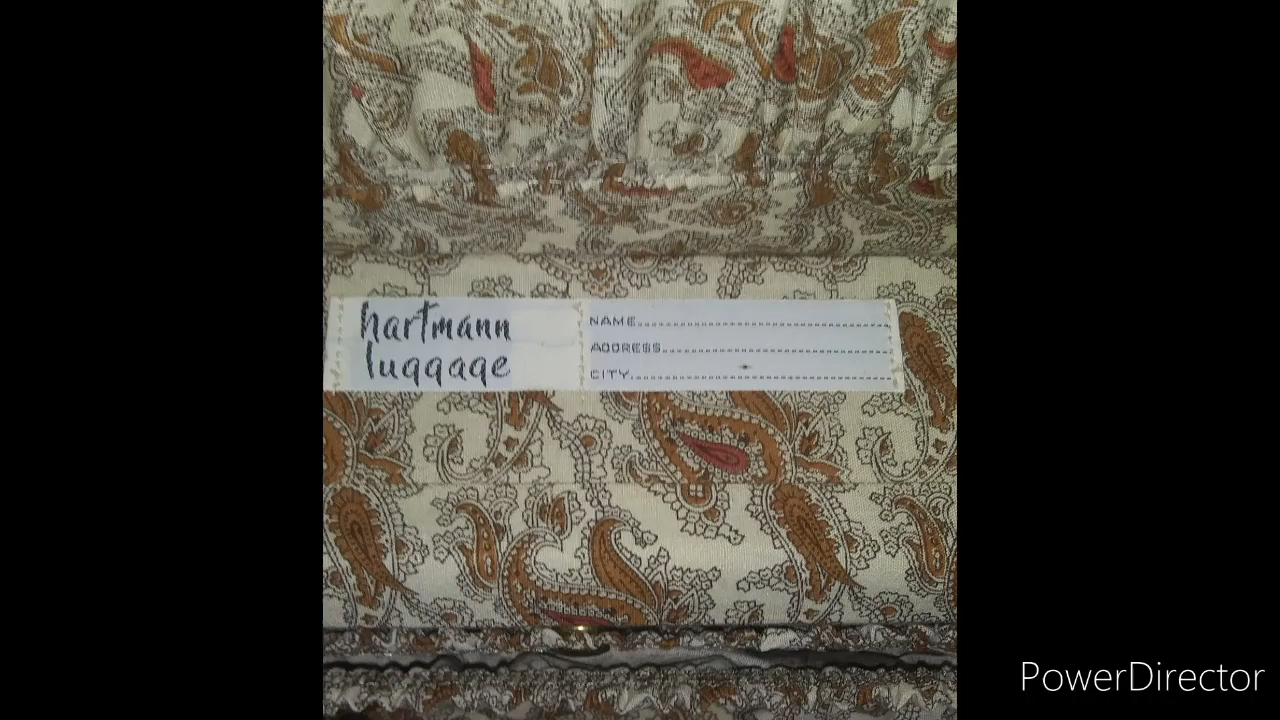 hartmann
luggage
NAME
ADDRESS
CITY
PowerDirector